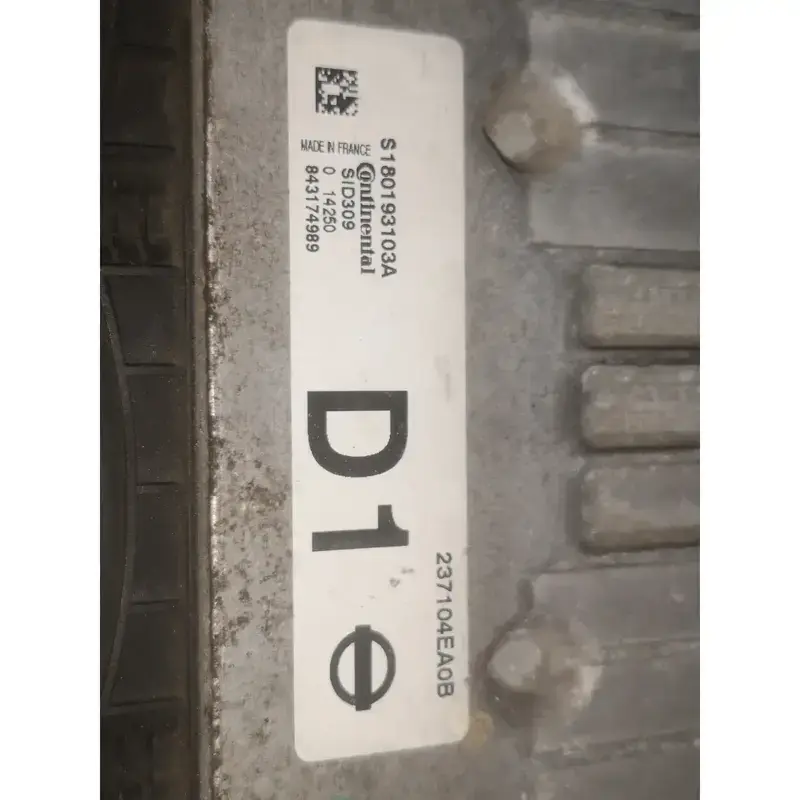 S180193103A
Continental
MADE IN FRANCE
SID309
0 14250
843174989
D1
237104EA0B